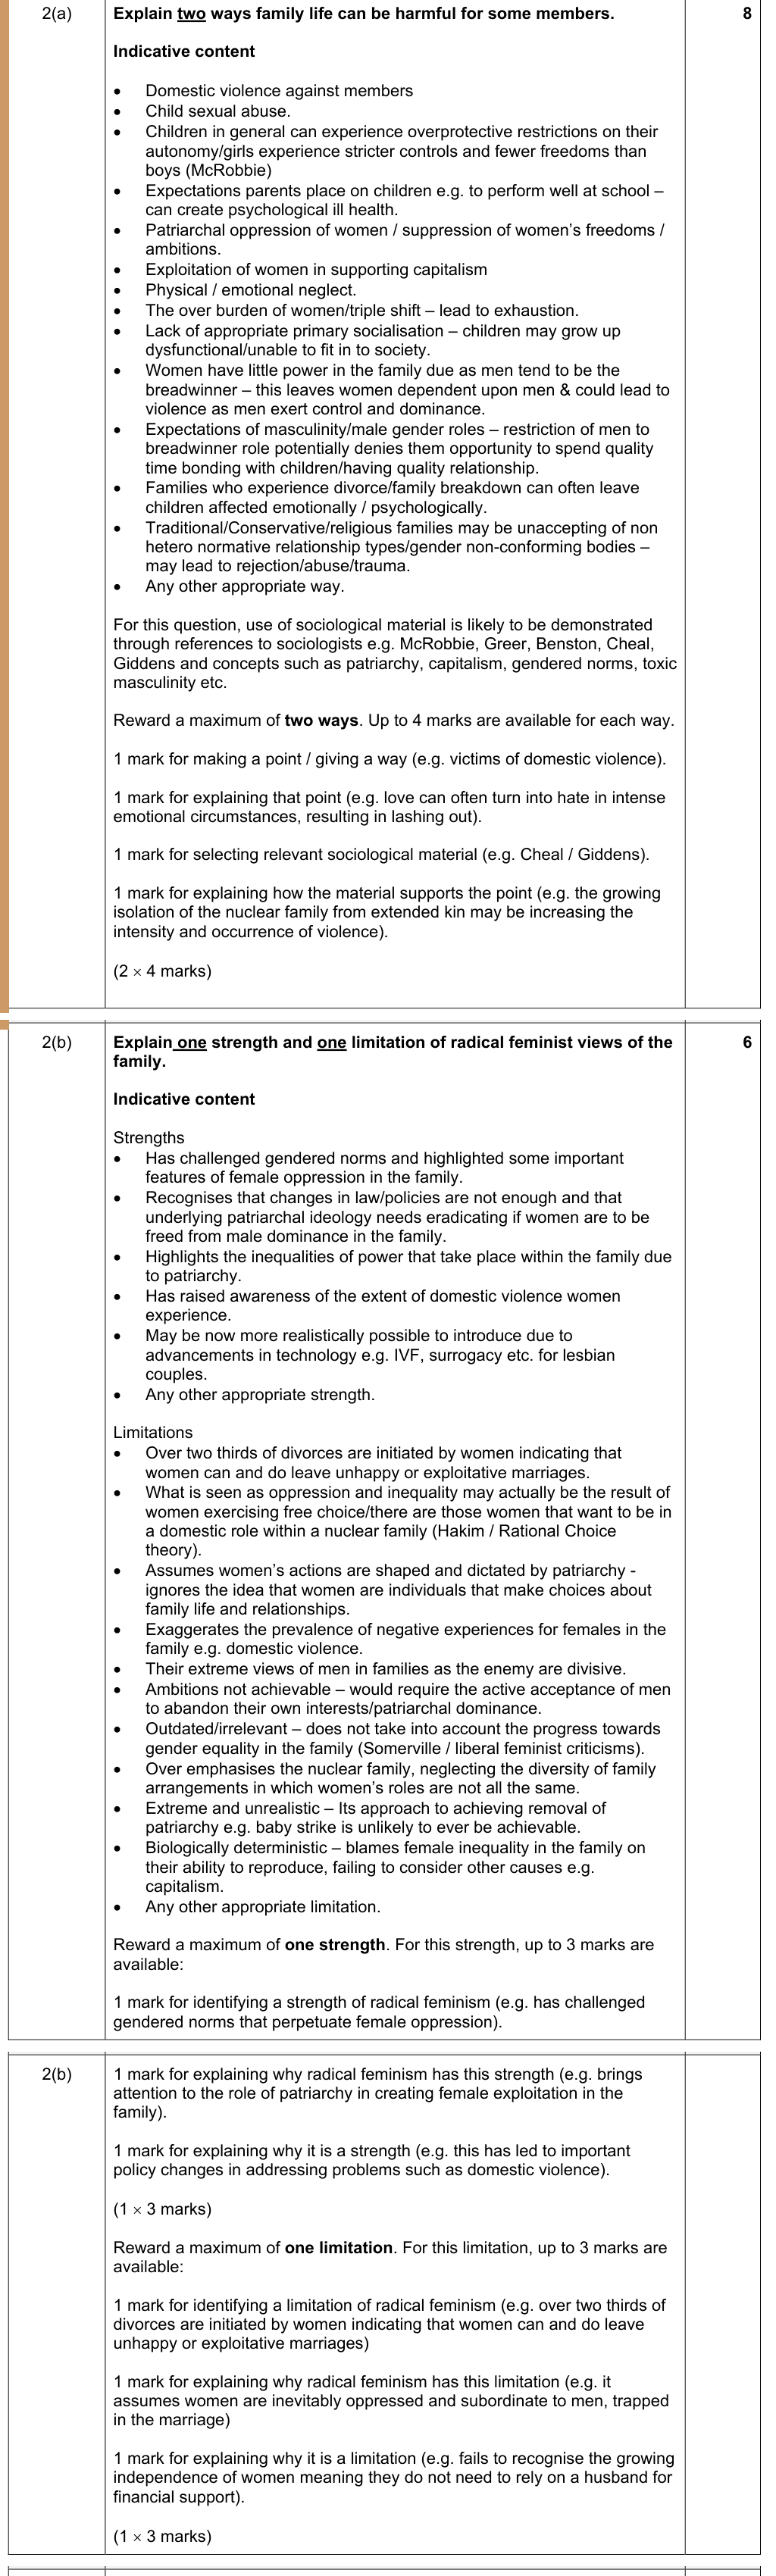 2(a)
Explain two ways family life can be harmful for some members.
8
Indicative content
• Domestic violence against members
• Child sexual abuse.
• Children in general can experience overprotective restrictions on their
autonomy/girls experience stricter controls and fewer freedoms than
boys (McRobbie)
• Expectations parents place on children e.g. to perform well at school –
can create psychological ill health.
• Patriarchal oppression of women / suppression of women's freedoms /
ambitions.
• Exploitation of women in supporting capitalism
• Physical / emotional neglect.
• The over burden of women/triple shift – lead to exhaustion.
• Lack of appropriate primary socialisation – children may grow up
dysfunctional/unable to fit in to society.
• Women have little power in the family due as men tend to be the
breadwinner – this leaves women dependent upon men & could lead to
violence as men exert control and dominance.
• Expectations of masculinity/male gender roles – restriction of men to
breadwinner role potentially denies them opportunity to spend quality
time bonding with children/having quality relationship.
• Families who experience divorce/family breakdown can often leave
children affected emotionally / psychologically.
• Traditional/Conservative/religious families may be unaccepting of non
hetero normative relationship types/gender non-conforming bodies –
may lead to rejection/abuse/trauma.
• Any other appropriate way.
For this question, use of sociological material is likely to be demonstrated
through references to sociologists e.g. McRobbie, Greer, Benston, Cheal,
Giddens and concepts such as patriarchy, capitalism, gendered norms, toxic
masculinity etc.
Reward a maximum of two ways. Up to 4 marks are available for each way.
1 mark for making a point / giving a way (e.g. victims of domestic violence).
1 mark for explaining that point (e.g. love can often turn into hate in intense
emotional circumstances, resulting in lashing out).
1 mark for selecting relevant sociological material (e.g. Cheal / Giddens).
1 mark for explaining how the material supports the point (e.g. the growing
isolation of the nuclear family from extended kin may be increasing the
intensity and occurrence of violence).
(2 × 4 marks)
2(b)
Explain one strength and one limitation of radical feminist views of the
family.
6
Indicative content
Strengths
• Has challenged gendered norms and highlighted some important
features of female oppression in the family.
• Recognises that changes in law/policies are not enough and that
underlying patriarchal ideology needs eradicating if women are to be
freed from male dominance in the family.
• Highlights the inequalities of power that take place within the family due
to patriarchy.
• Has raised awareness of the extent of domestic violence women
experience.
• May be now more realistically possible to introduce due to
advancements in technology e.g. IVF, surrogacy etc. for lesbian
couples.
• Any other appropriate strength.
Limitations
• Over two thirds of divorces are initiated by women indicating that
women can and do leave unhappy or exploitative marriages.
• What is seen as oppression and inequality may actually be the result of
women exercising free choice/there are those women that want to be in
a domestic role within a nuclear family (Hakim / Rational Choice
theory).
• Assumes women's actions are shaped and dictated by patriarchy -
ignores the idea that women are individuals that make choices about
family life and relationships.
• Exaggerates the prevalence of negative experiences for females in the
family e.g. domestic violence.
• Their extreme views of men in families as the enemy are divisive.
• Ambitions not achievable – would require the active acceptance of men
to abandon their own interests/patriarchal dominance.
• Outdated/irrelevant – does not take into account the progress towards
gender equality in the family (Somerville / liberal feminist criticisms).
• Over emphasises the nuclear family, neglecting the diversity of family
arrangements in which women's roles are not all the same.
• Extreme and unrealistic – Its approach to achieving removal of
patriarchy e.g. baby strike is unlikely to ever be achievable.
• Biologically deterministic – blames female inequality in the family on
their ability to reproduce, failing to consider other causes e.g.
capitalism.
• Any other appropriate limitation.
Reward a maximum of one strength. For this strength, up to 3 marks are
available:
1 mark for identifying a strength of radical feminism (e.g. has challenged
gendered norms that perpetuate female oppression).
2(b)
1 mark for explaining why radical feminism has this strength (e.g. brings
attention to the role of patriarchy in creating female exploitation in the
family).
1 mark for explaining why it is a strength (e.g. this has led to important
policy changes in addressing problems such as domestic violence).
(1 × 3 marks)
Reward a maximum of one limitation. For this limitation, up to 3 marks are
available:
1 mark for identifying a limitation of radical feminism (e.g. over two thirds of
divorces are initiated by women indicating that women can and do leave
unhappy or exploitative marriages)
1 mark for explaining why radical feminism has this limitation (e.g. it
assumes women are inevitably oppressed and subordinate to men, trapped
in the marriage)
1 mark for explaining why it is a limitation (e.g. fails to recognise the growing
independence of women meaning they do not need to rely on a husband for
financial support).
(1 × 3 marks)